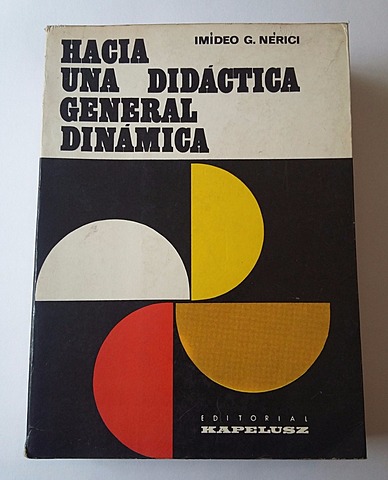 IMÍDEO G. NÉRICI
HACIA
UNA DIDÁCTICA
GENERAL
DINÁMICA
EDITORIAL
KAPELUSZ